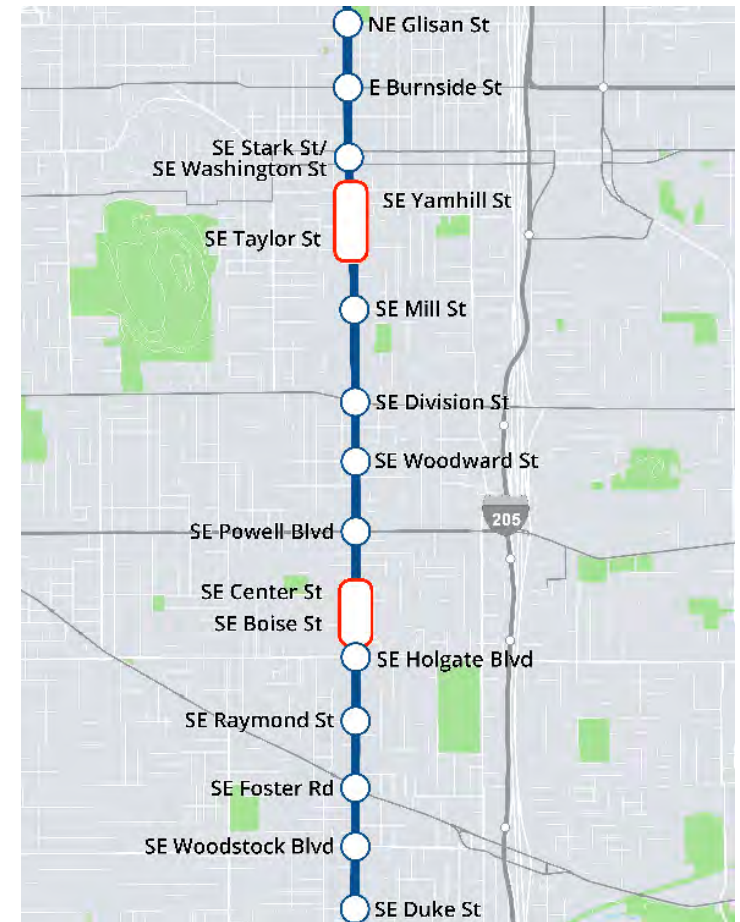 NE Glisan St
E Burnside St
SE Stark St/
SE Washington St
SE Yamhill St
SE Taylor St
SE Mill St
SE Division St
SE Woodward St
205
SE Powell Blvd
SE Center St
SE Boise St
SE Holgate Blvd
SE Raymond St
SE Foster Rd
SE Woodstock Blvd
SE Duke St